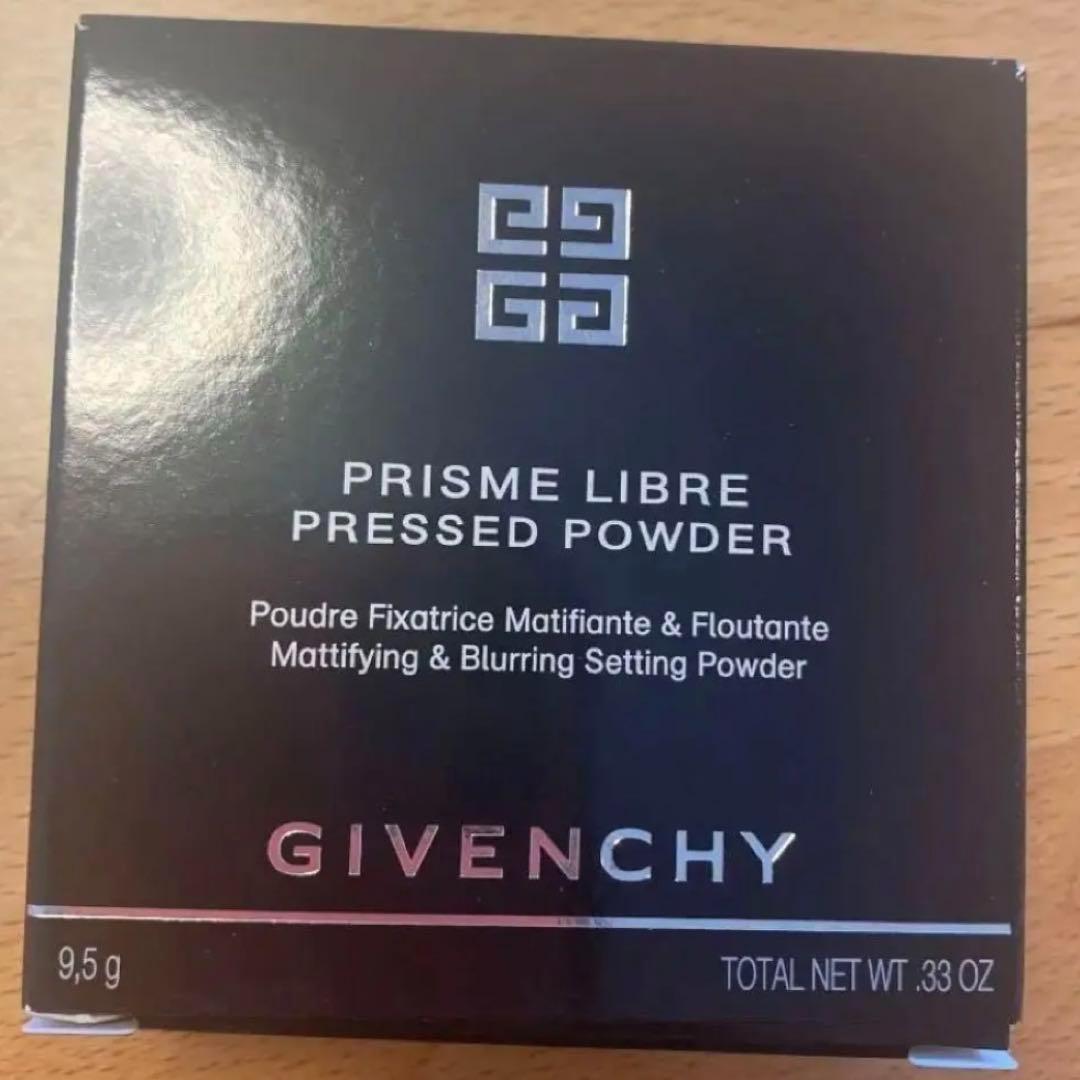 PRISME LIBRE
PRESSED POWDER
Poudre Fixatrice Matifiante & Floutante
Mattifying & Blurring Setting Powder
GIVENCHY
9,5 g
TOTAL NET WT .33 OZ